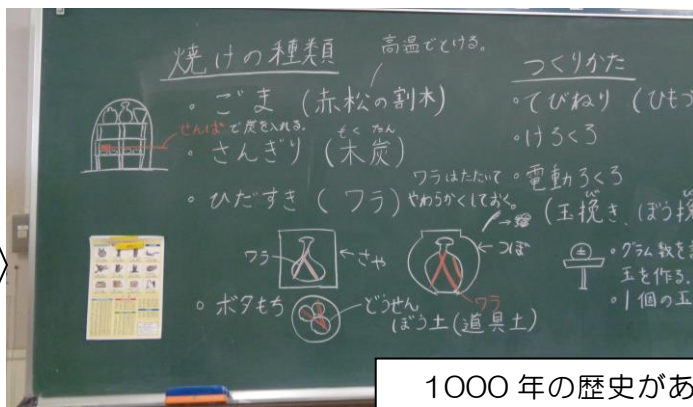 焼けの種類
高温でとける。
・ごま (赤松の割木)
せんばで炭を入れる。
・さんぎり (木炭)
もくたん
・ひだすき (ワラ)
ワラはたたいて
やわらかくしておく。
ワラ
さや
つぼ
ワラ
・ボタもち
どうせん
ぼう土(道具土)
つくりかた
・てびねり (ひもづ
・けろくろ
・電動ろくろ
び
(玉挽き、ぼう挽
土
・グラム数を
玉を作る。
・1個の玉
1000年の歴史があ